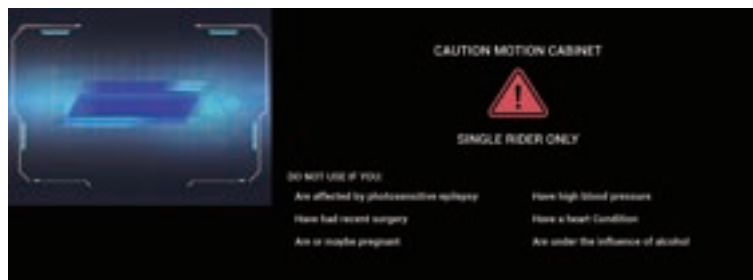 CAUTION MOTION CABINET
SINGLE RIDER ONLY
DO NOT USE IF YOU:
Are affected by photosensitive epilepsy
Have high blood pressure
Have had recent surgery
Have a heart Condition
Are or maybe pregnant
Are under the influence of alcohol